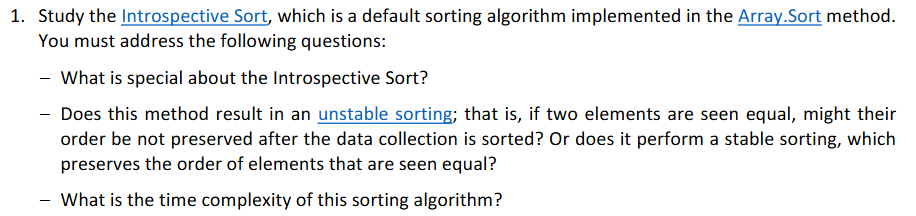 1. Study the Introspective Sort, which is a default sorting algorithm implemented in the Array.Sort method.
You must address the following questions:
– What is special about the Introspective Sort?
– Does this method result in an unstable sorting; that is, if two elements are seen equal, might their
order be not preserved after the data collection is sorted? Or does it perform a stable sorting, which
preserves the order of elements that are seen equal?
– What is the time complexity of this sorting algorithm?